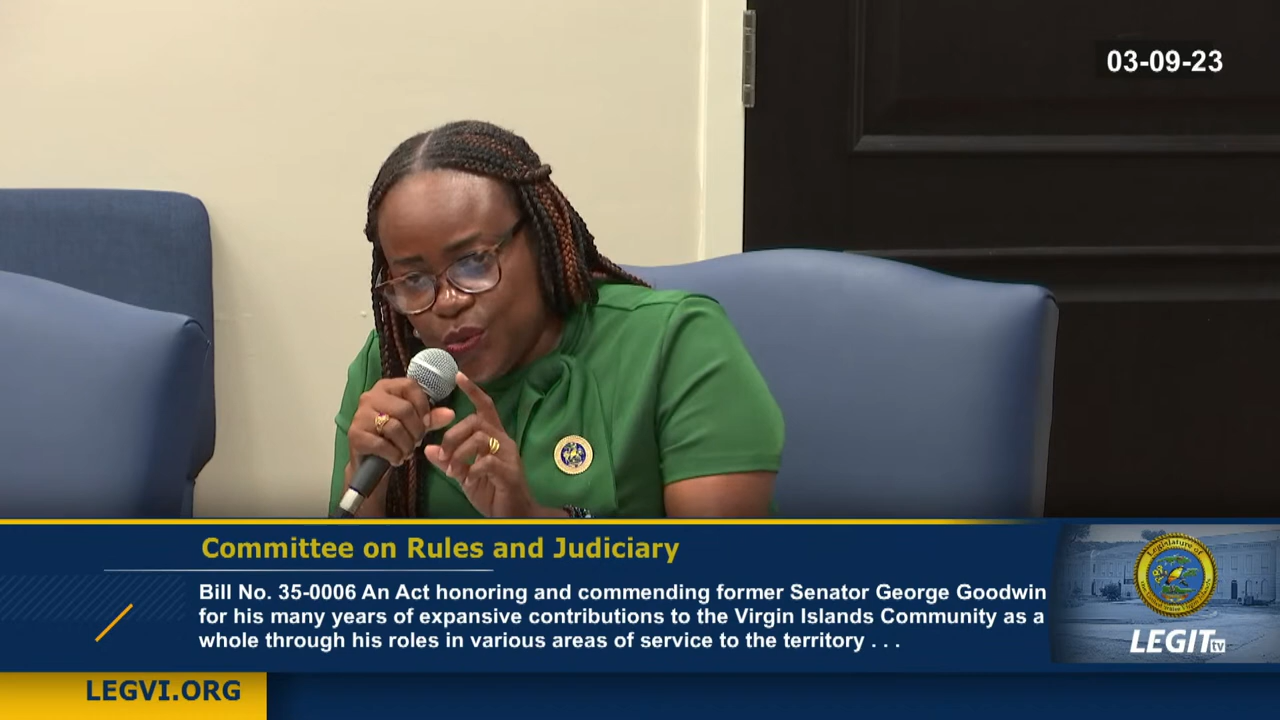 03-09-23
Committee on Rules and Judiciary
Bill No. 35-0006 An Act honoring and commending former Senator George Goodwin
for his many years of expansive contributions to the Virgin Islands Community as a
whole through his roles in various areas of service to the territory . . .
Legislature of
LEGIT tv
LEGVI.ORG